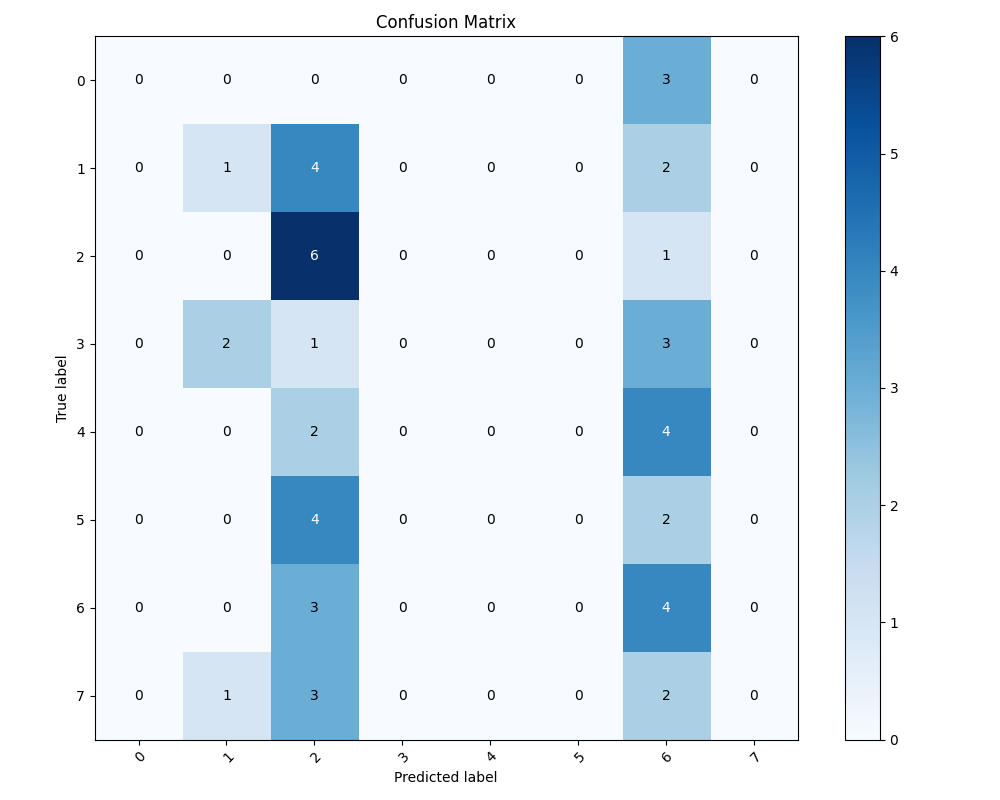 Confusion Matrix
0 0 0 0 0 0 0 3 0
1 0 1 4 0 0 0 2 0
2 0 0 6 0 0 0 1 0
3 0 2 1 0 0 0 3 0
4 0 0 2 0 0 0 4 0
5 0 0 4 0 0 0 2 0
6 0 0 3 0 0 0 4 0
7 0 1 3 0 0 0 2 0
0 1 2 3 4 5 6 7
True label
Predicted label
6
5
4
3
2
1
0